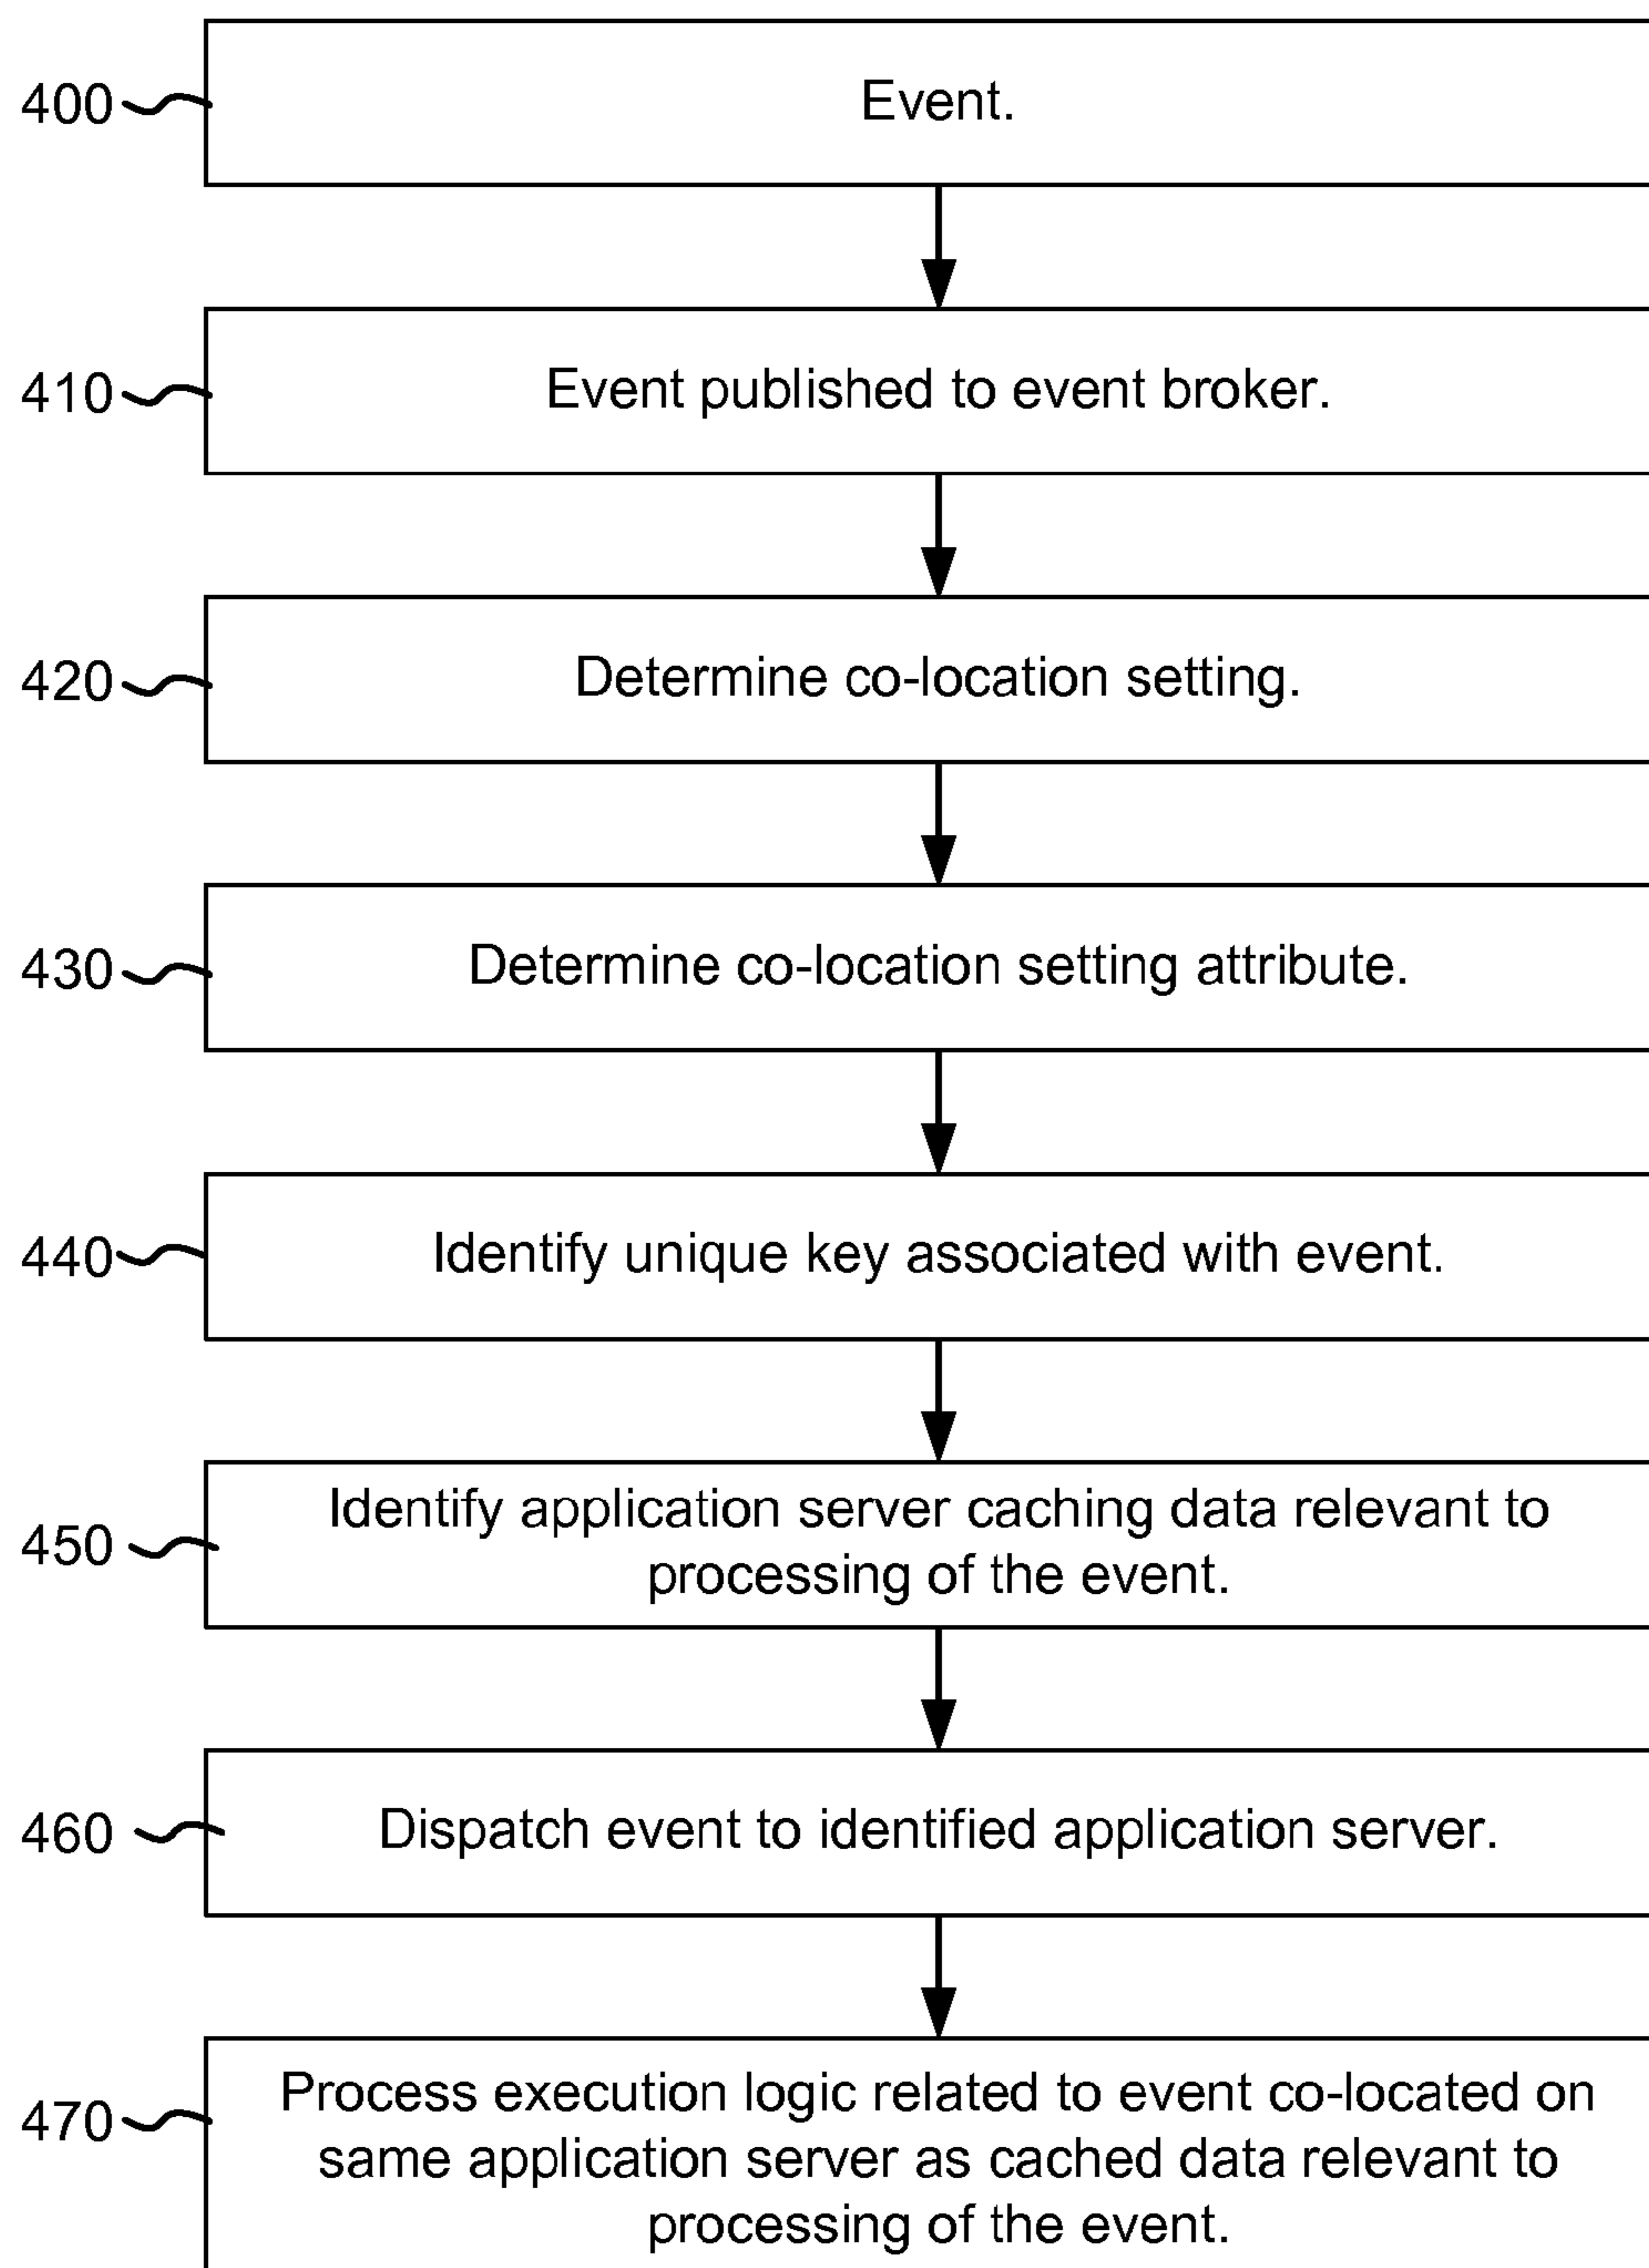 400
Event.
410
Event published to event broker.
420
Determine co-location setting.
430
Determine co-location setting attribute.
440
Identify unique key associated with event.
450
Identify application server caching data relevant to
processing of the event.
460
Dispatch event to identified application server.
470
Process execution logic related to event co-located on
same application server as cached data relevant to
processing of the event.